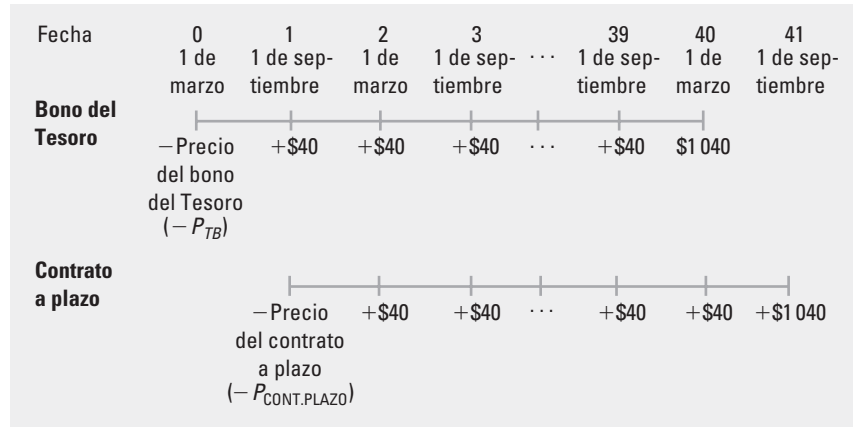 Fecha 0 1 2 3 39 40 41
1 de 1 de sep- 1 de 1 de sep- · · · 1 de sep- 1 de 1 de sep-
marzo tiembre marzo tiembre tiembre marzo tiembre
Bono del
Tesoro
−Precio +$40 +$40 +$40 · · · +$40 $1 040
del bono
del Tesoro
(− P_TB)
Contrato
a plazo
−Precio +$40 +$40 · · · +$40 +$40 +$1 040
del contrato
a plazo
(− P_CONT.PLAZO)